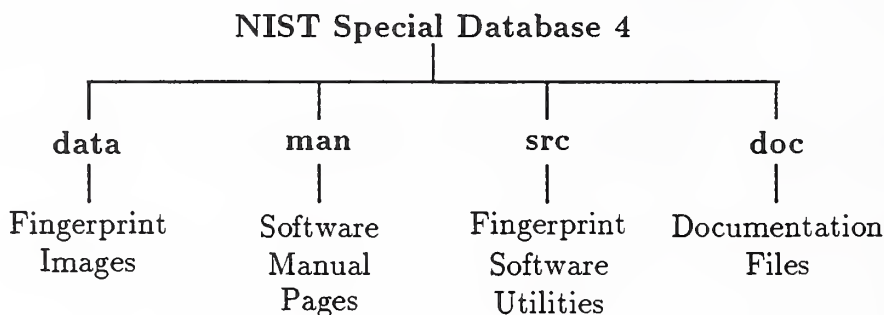 NIST Special Database 4
data
man
src
doc
Fingerprint
Images
Software
Manual
Pages
Fingerprint
Software
Utilities
Documentation
Files